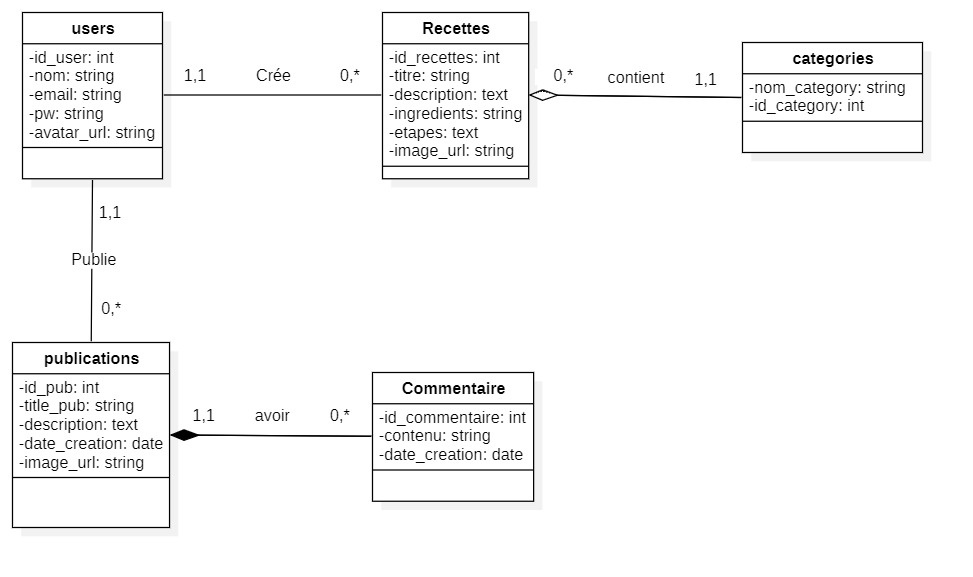 users
-id_user: int
-nom: string
-email: string
-pw: string
-avatar_url: string
1,1
Crée
0,*
Recettes
-id_recettes: int
-titre: string
-description: text
-ingredients: string
-etapes: text
-image_url: string
0,*
contient
1,1
categories
-nom_category: string
-id_category: int
1,1
Publie
0,*
publications
-id_pub: int
-title_pub: string
-description: text
-date_creation: date
-image_url: string
1,1
avoir
0,*
Commentaire
-id_commentaire: int
-contenu: string
-date_creation: date